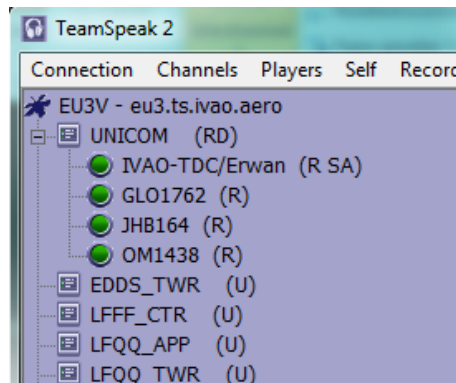 TeamSpeak 2
Connection Channels Players Self Record
EU3V - eu3.ts.ivao.aero
UNICOM (RD)
IVAO-TDC/Erwan (R SA)
GLO1762 (R)
JHB164 (R)
OM1438 (R)
EDDS_TWR (U)
LFFF_CTR (U)
LFQQ_APP (U)
LFQQ_TWR (U)